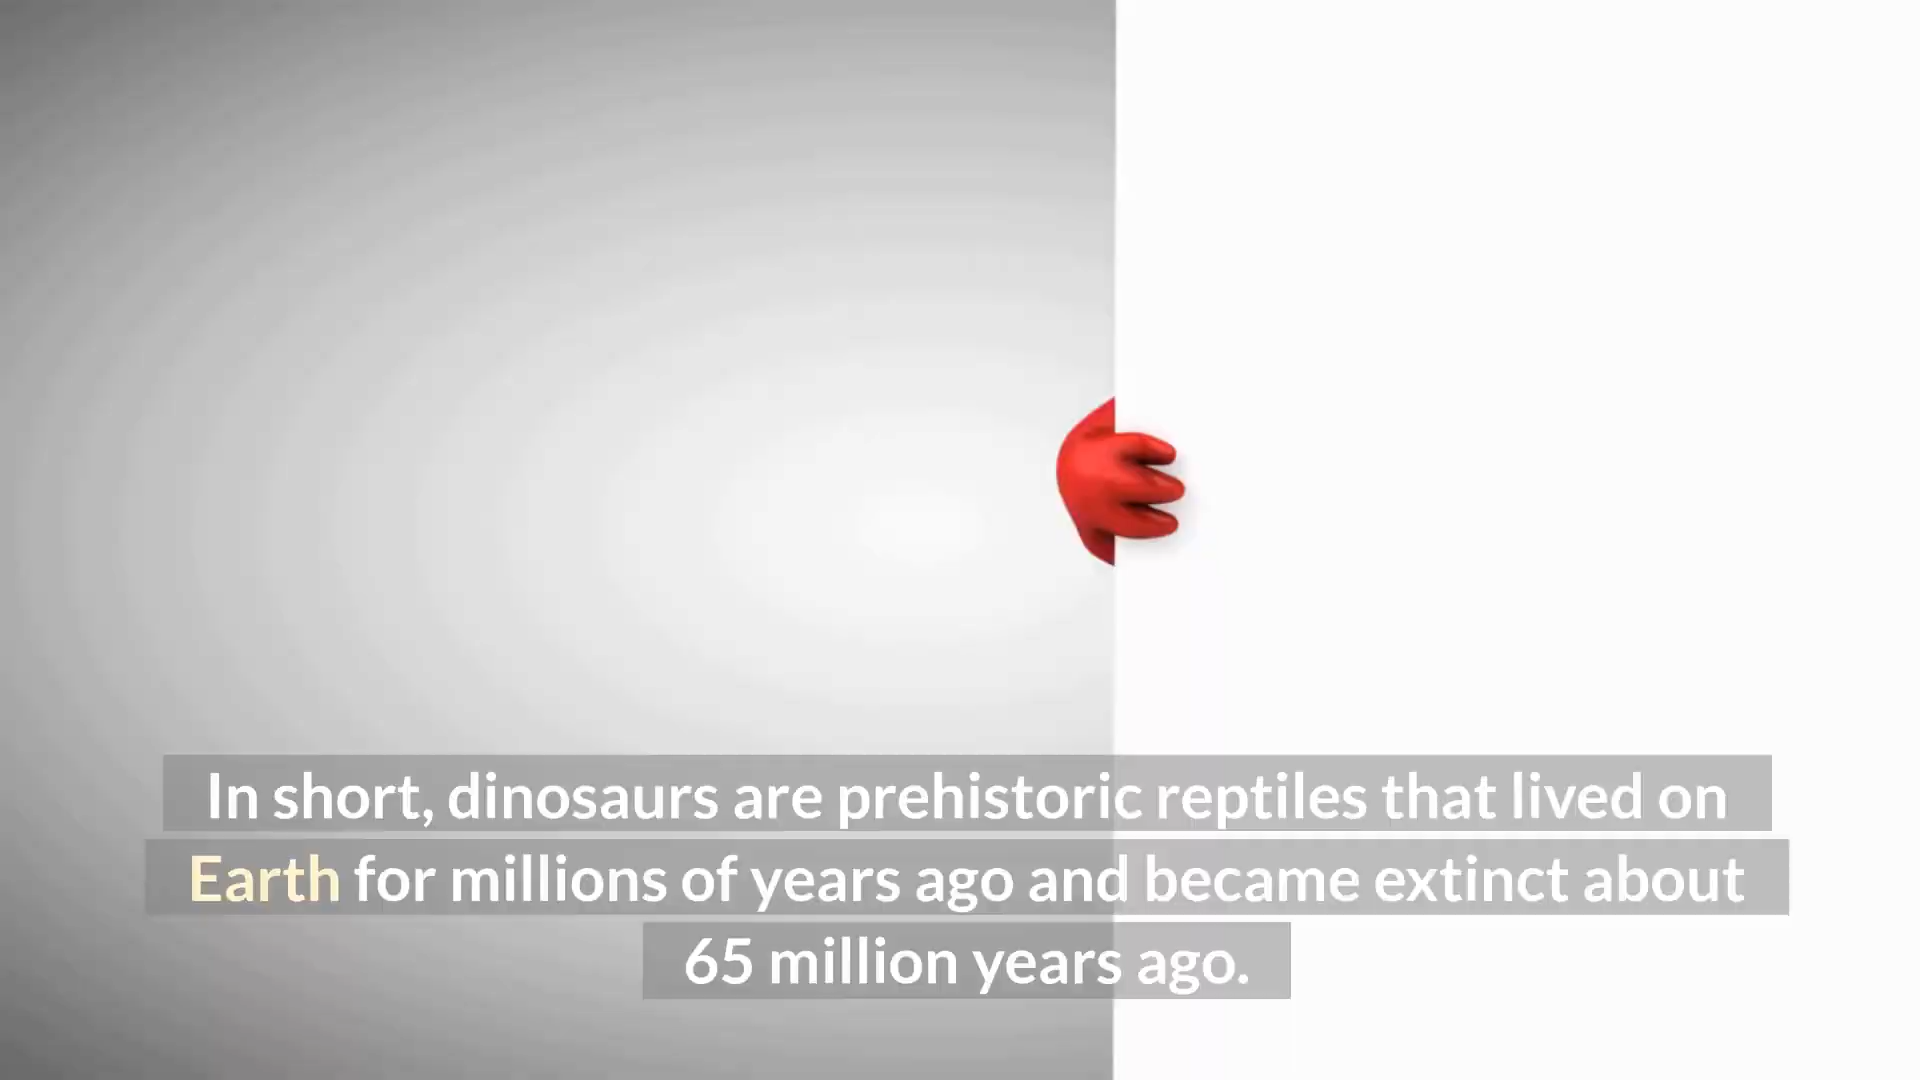 In short, dinosaurs are prehistoric reptiles that lived on
Earth for millions of years ago and became extinct about
65 million years ago.